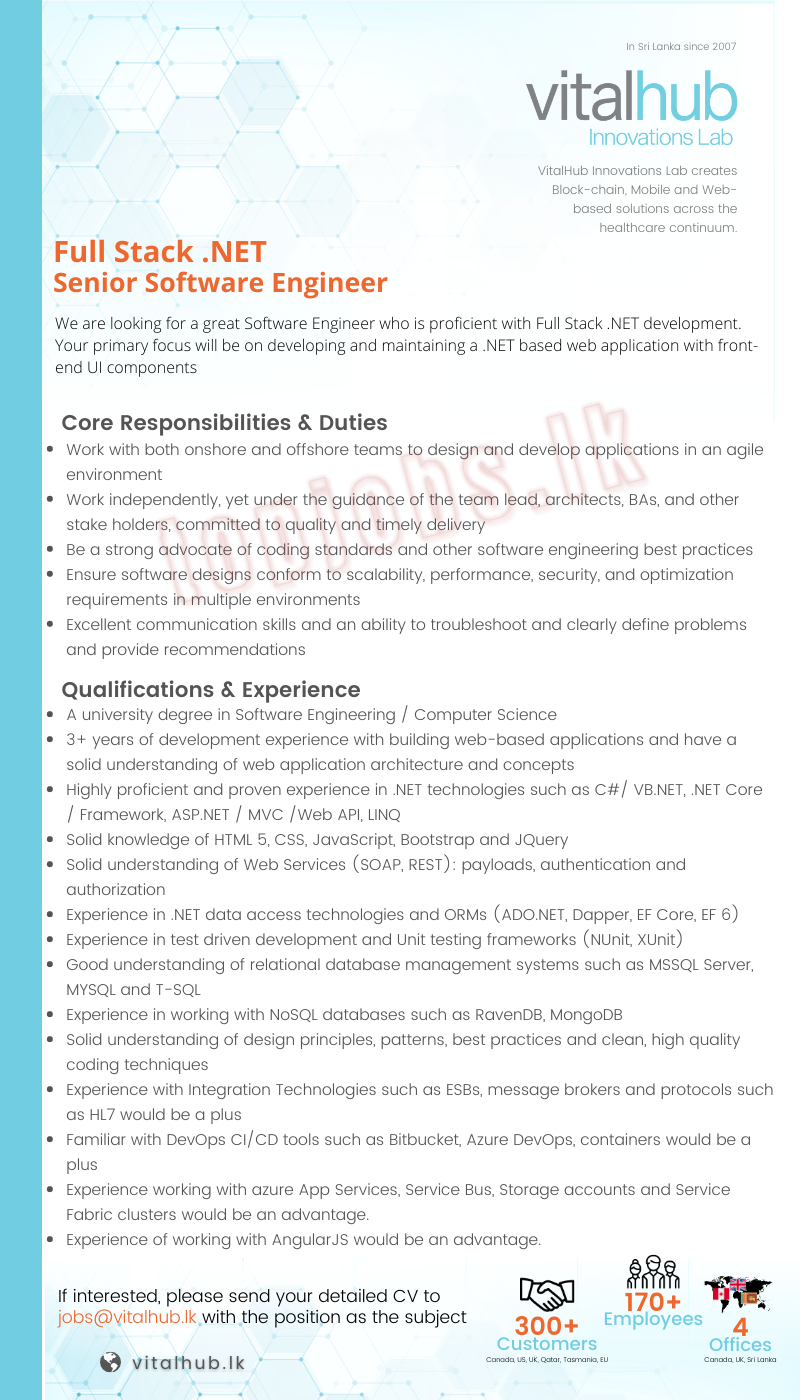 In Sri Lanka since 2007
vitalhub
Innovations Lab
VitalHub Innovations Lab creates
Block-chain, Mobile and Web-
based solutions across the
healthcare continuum.
Full Stack .NET
Senior Software Engineer
We are looking for a great Software Engineer who is proficient with Full Stack .NET development.
Your primary focus will be on developing and maintaining a .NET based web application with front-
end UI components
Core Responsibilities & Duties
• Work with both onshore and offshore teams to design and develop applications in an agile
environment
• Work independently, yet under the guidance of the team lead, architects, BAs, and other
stake holders, committed to quality and timely delivery
• Be a strong advocate of coding standards and other software engineering best practices
• Ensure software designs conform to scalability, performance, security, and optimization
requirements in multiple environments
• Excellent communication skills and an ability to troubleshoot and clearly define problems
and provide recommendations
topjobs.lk
Qualifications & Experience
• A university degree in Software Engineering / Computer Science
• 3+ years of development experience with building web-based applications and have a
solid understanding of web application architecture and concepts
• Highly proficient and proven experience in .NET technologies such as C#/ VB.NET, .NET Core
/ Framework, ASP.NET / MVC /Web API, LINQ
• Solid knowledge of HTML 5, CSS, JavaScript, Bootstrap and JQuery
• Solid understanding of Web Services (SOAP, REST): payloads, authentication and
authorization
• Experience in .NET data access technologies and ORMs (ADO.NET, Dapper, EF Core, EF 6)
• Experience in test driven development and Unit testing frameworks (NUnit, XUnit)
• Good understanding of relational database management systems such as MSSQL Server,
MYSQL and T-SQL
• Experience in working with NoSQL databases such as RavenDB, MongoDB
• Solid understanding of design principles, patterns, best practices and clean, high quality
coding techniques
• Experience with Integration Technologies such as ESBs, message brokers and protocols such
as HL7 would be a plus
• Familiar with DevOps CI/CD tools such as Bitbucket, Azure DevOps, containers would be a
plus
• Experience working with azure App Services, Service Bus, Storage accounts and Service
Fabric clusters would be an advantage.
• Experience of working with AngularJS would be an advantage.
If interested, please send your detailed CV to
jobs@vitalhub.lk with the position as the subject
vitalhub.lk
300+
Customers
Canada, US, UK, Qatar, Tasmania, EU
170+
Employees
4
Offices
Canada, UK, Sri Lanka